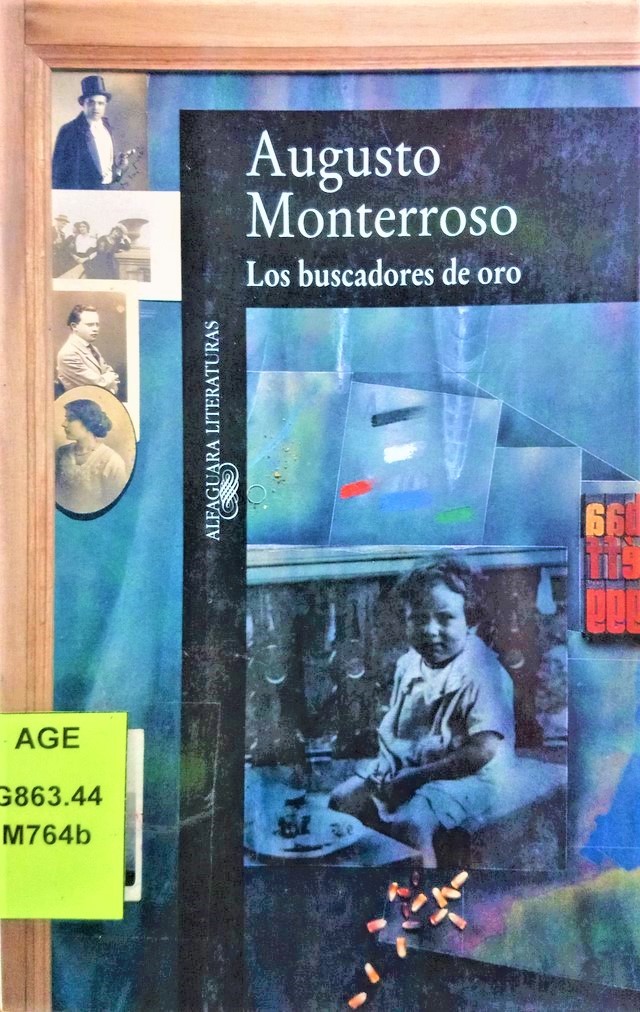 Augusto
Monterroso
Los buscadores de oro
ALFAGUARA LITERATURAS
AGE
G863.44
M764b